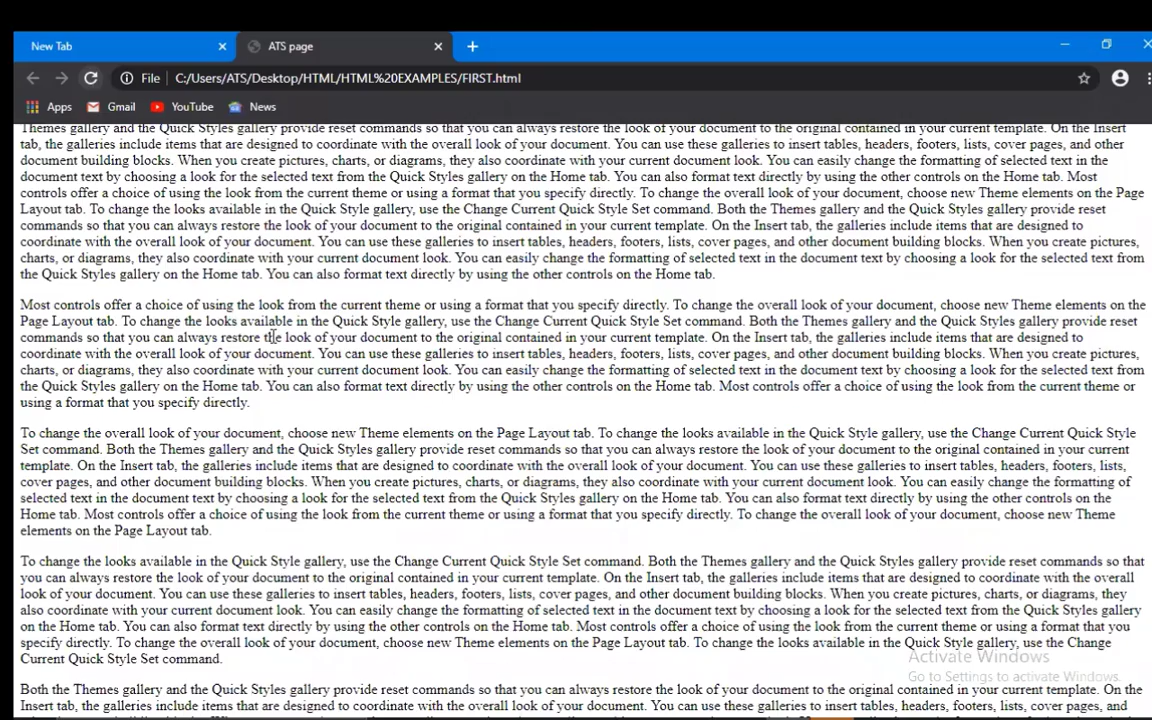 New Tab
ATS page
File C:/Users/ATS/Desktop/HTML/HTML%20EXAMPLES/FIRST.html
Apps Gmail YouTube News
Themes gallery and the Quick Styles gallery provide reset commands so that you can always restore the look of your document to the original contained in your current template. On the Insert
tab, the galleries include items that are designed to coordinate with the overall look of your document. You can use these galleries to insert tables, headers, footers, lists, cover pages, and other
document building blocks. When you create pictures, charts, or diagrams, they also coordinate with your current document look. You can easily change the formatting of selected text in the
document text by choosing a look for the selected text from the Quick Styles gallery on the Home tab. You can also format text directly by using the other controls on the Home tab. Most
controls offer a choice of using the look from the current theme or using a format that you specify directly. To change the overall look of your document, choose new Theme elements on the Page
Layout tab. To change the looks available in the Quick Style gallery, use the Change Current Quick Style Set command. Both the Themes gallery and the Quick Styles gallery provide reset
commands so that you can always restore the look of your document to the original contained in your current template. On the Insert tab, the galleries include items that are designed to
coordinate with the overall look of your document. You can use these galleries to insert tables, headers, footers, lists, cover pages, and other document building blocks. When you create pictures,
charts, or diagrams, they also coordinate with your current document look. You can easily change the formatting of selected text in the document text by choosing a look for the selected text from
the Quick Styles gallery on the Home tab. You can also format text directly by using the other controls on the Home tab.
Most controls offer a choice of using the look from the current theme or using a format that you specify directly. To change the overall look of your document, choose new Theme elements on the
Page Layout tab. To change the looks available in the Quick Style gallery, use the Change Current Quick Style Set command. Both the Themes gallery and the Quick Styles gallery provide reset
commands so that you can always restore the look of your document to the original contained in your current template. On the Insert tab, the galleries include items that are designed to
coordinate with the overall look of your document. You can use these galleries to insert tables, headers, footers, lists, cover pages, and other document building blocks. When you create pictures,
charts, or diagrams, they also coordinate with your current document look. You can easily change the formatting of selected text in the document text by choosing a look for the selected text from
the Quick Styles gallery on the Home tab. You can also format text directly by using the other controls on the Home tab. Most controls offer a choice of using the look from the current theme or
using a format that you specify directly.
To change the overall look of your document, choose new Theme elements on the Page Layout tab. To change the looks available in the Quick Style gallery, use the Change Current Quick Style
Set command. Both the Themes gallery and the Quick Styles gallery provide reset commands so that you can always restore the look of your document to the original contained in your current
template. On the Insert tab, the galleries include items that are designed to coordinate with the overall look of your document. You can use these galleries to insert tables, headers, footers, lists,
cover pages, and other document building blocks. When you create pictures, charts, or diagrams, they also coordinate with your current document look. You can easily change the formatting of
selected text in the document text by choosing a look for the selected text from the Quick Styles gallery on the Home tab. You can also format text directly by using the other controls on the
Home tab. Most controls offer a choice of using the look from the current theme or using a format that you specify directly. To change the overall look of your document, choose new Theme
elements on the Page Layout tab.
To change the looks available in the Quick Style gallery, use the Change Current Quick Style Set command. Both the Themes gallery and the Quick Styles gallery provide reset commands so that
you can always restore the look of your document to the original contained in your current template. On the Insert tab, the galleries include items that are designed to coordinate with the overall
look of your document. You can use these galleries to insert tables, headers, footers, lists, cover pages, and other document building blocks. When you create pictures, charts, or diagrams, they
also coordinate with your current document look. You can easily change the formatting of selected text in the document text by choosing a look for the selected text from the Quick Styles gallery
on the Home tab. You can also format text directly by using the other controls on the Home tab. Most controls offer a choice of using the look from the current theme or using a format that you
specify directly. To change the overall look of your document, choose new Theme elements on the Page Layout tab. To change the looks available in the Quick Style gallery, use the Change
Current Quick Style Set command.
Activate Windows
Go to Settings to activate Windows.
Both the Themes gallery and the Quick Styles gallery provide reset commands so that you can always restore the look of your document to the original contained in your current template. On the
Insert tab, the galleries include items that are designed to coordinate with the overall look of your document. You can use these galleries to insert tables, headers, footers, lists, cover pages, and